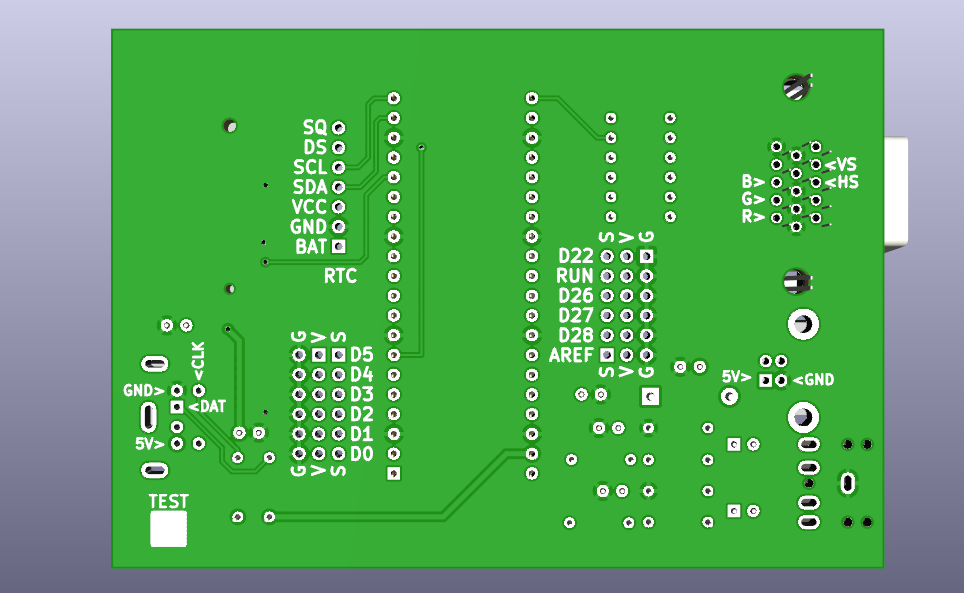 SQ
DS
SCL
SDA
VCC
GND
BAT
RTC
<VS
B> <HS
G>
R>
S V G
D22
RUN
D26
D27
D28
AREF
S V G
G V S
D5
D4
D3
D2
D1
D0
G V S
<CLK
GND>
<DAT
5V>
TEST
5V> <GND